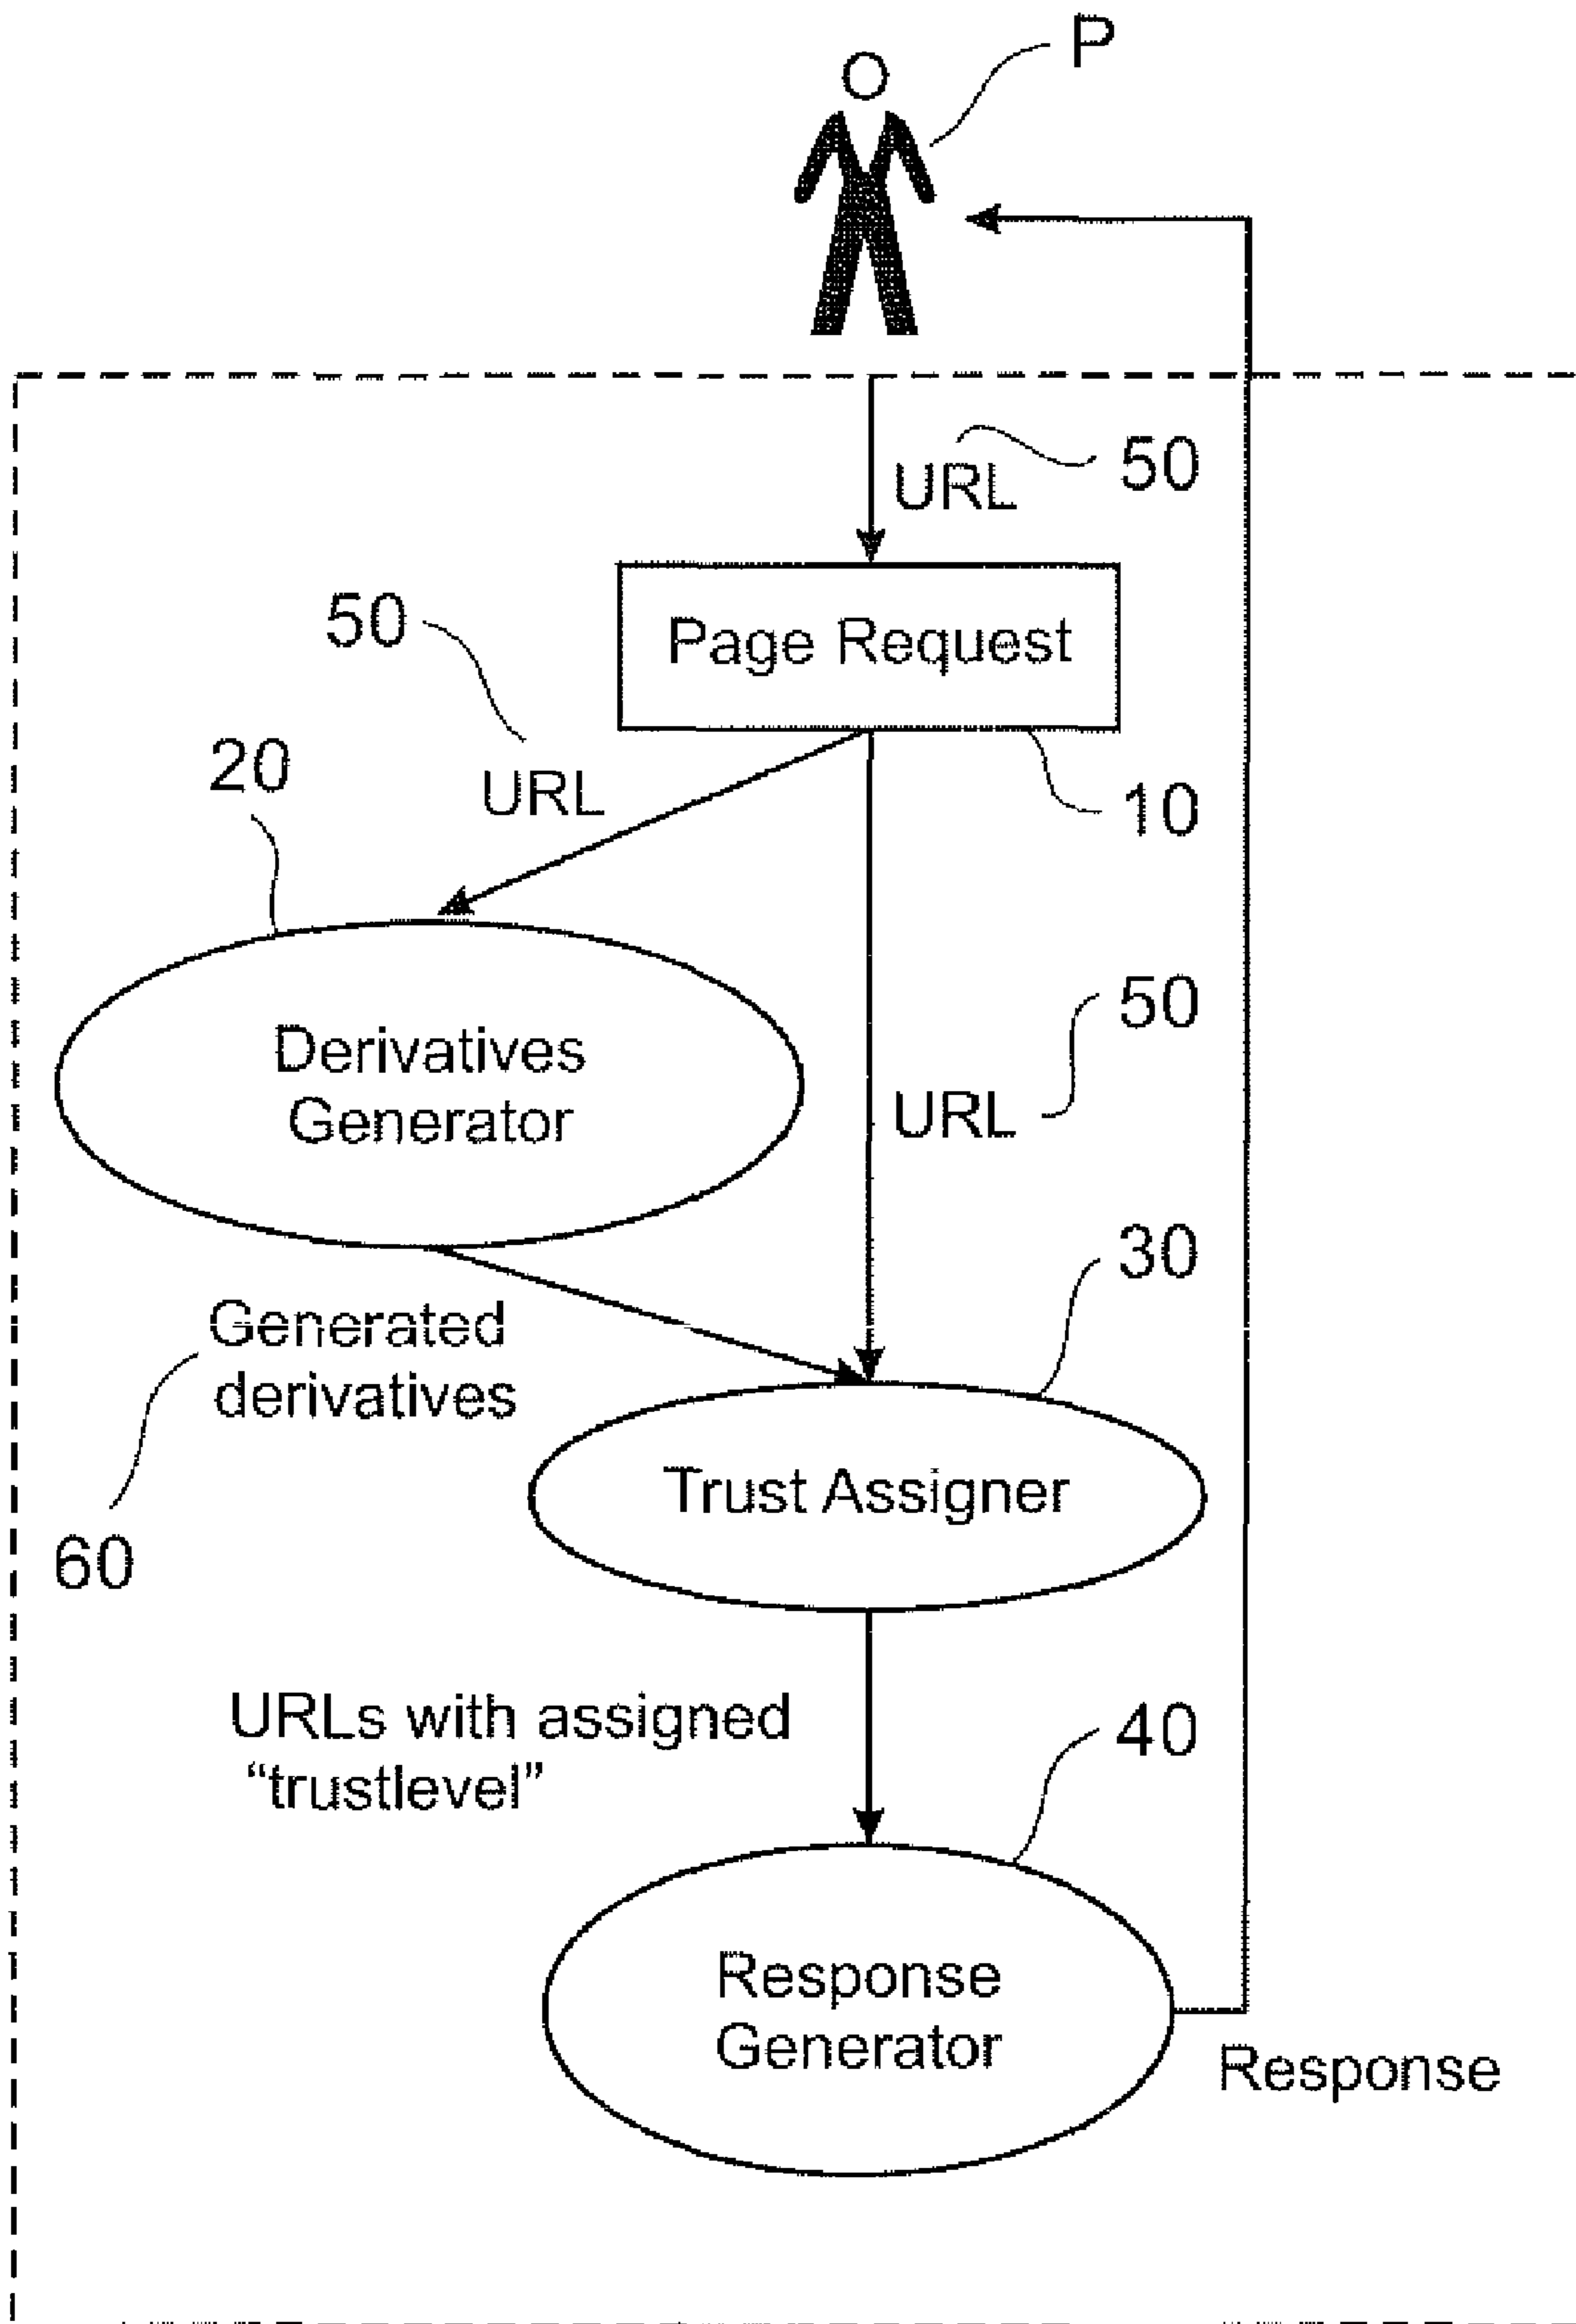 P
50
URL
50
Page Request
20
URL
10
50
Derivatives
Generator
URL
30
Generated
derivatives
Trust Assigner
60
URLs with assigned
“trustlevel”
40
Response
Generator
Response